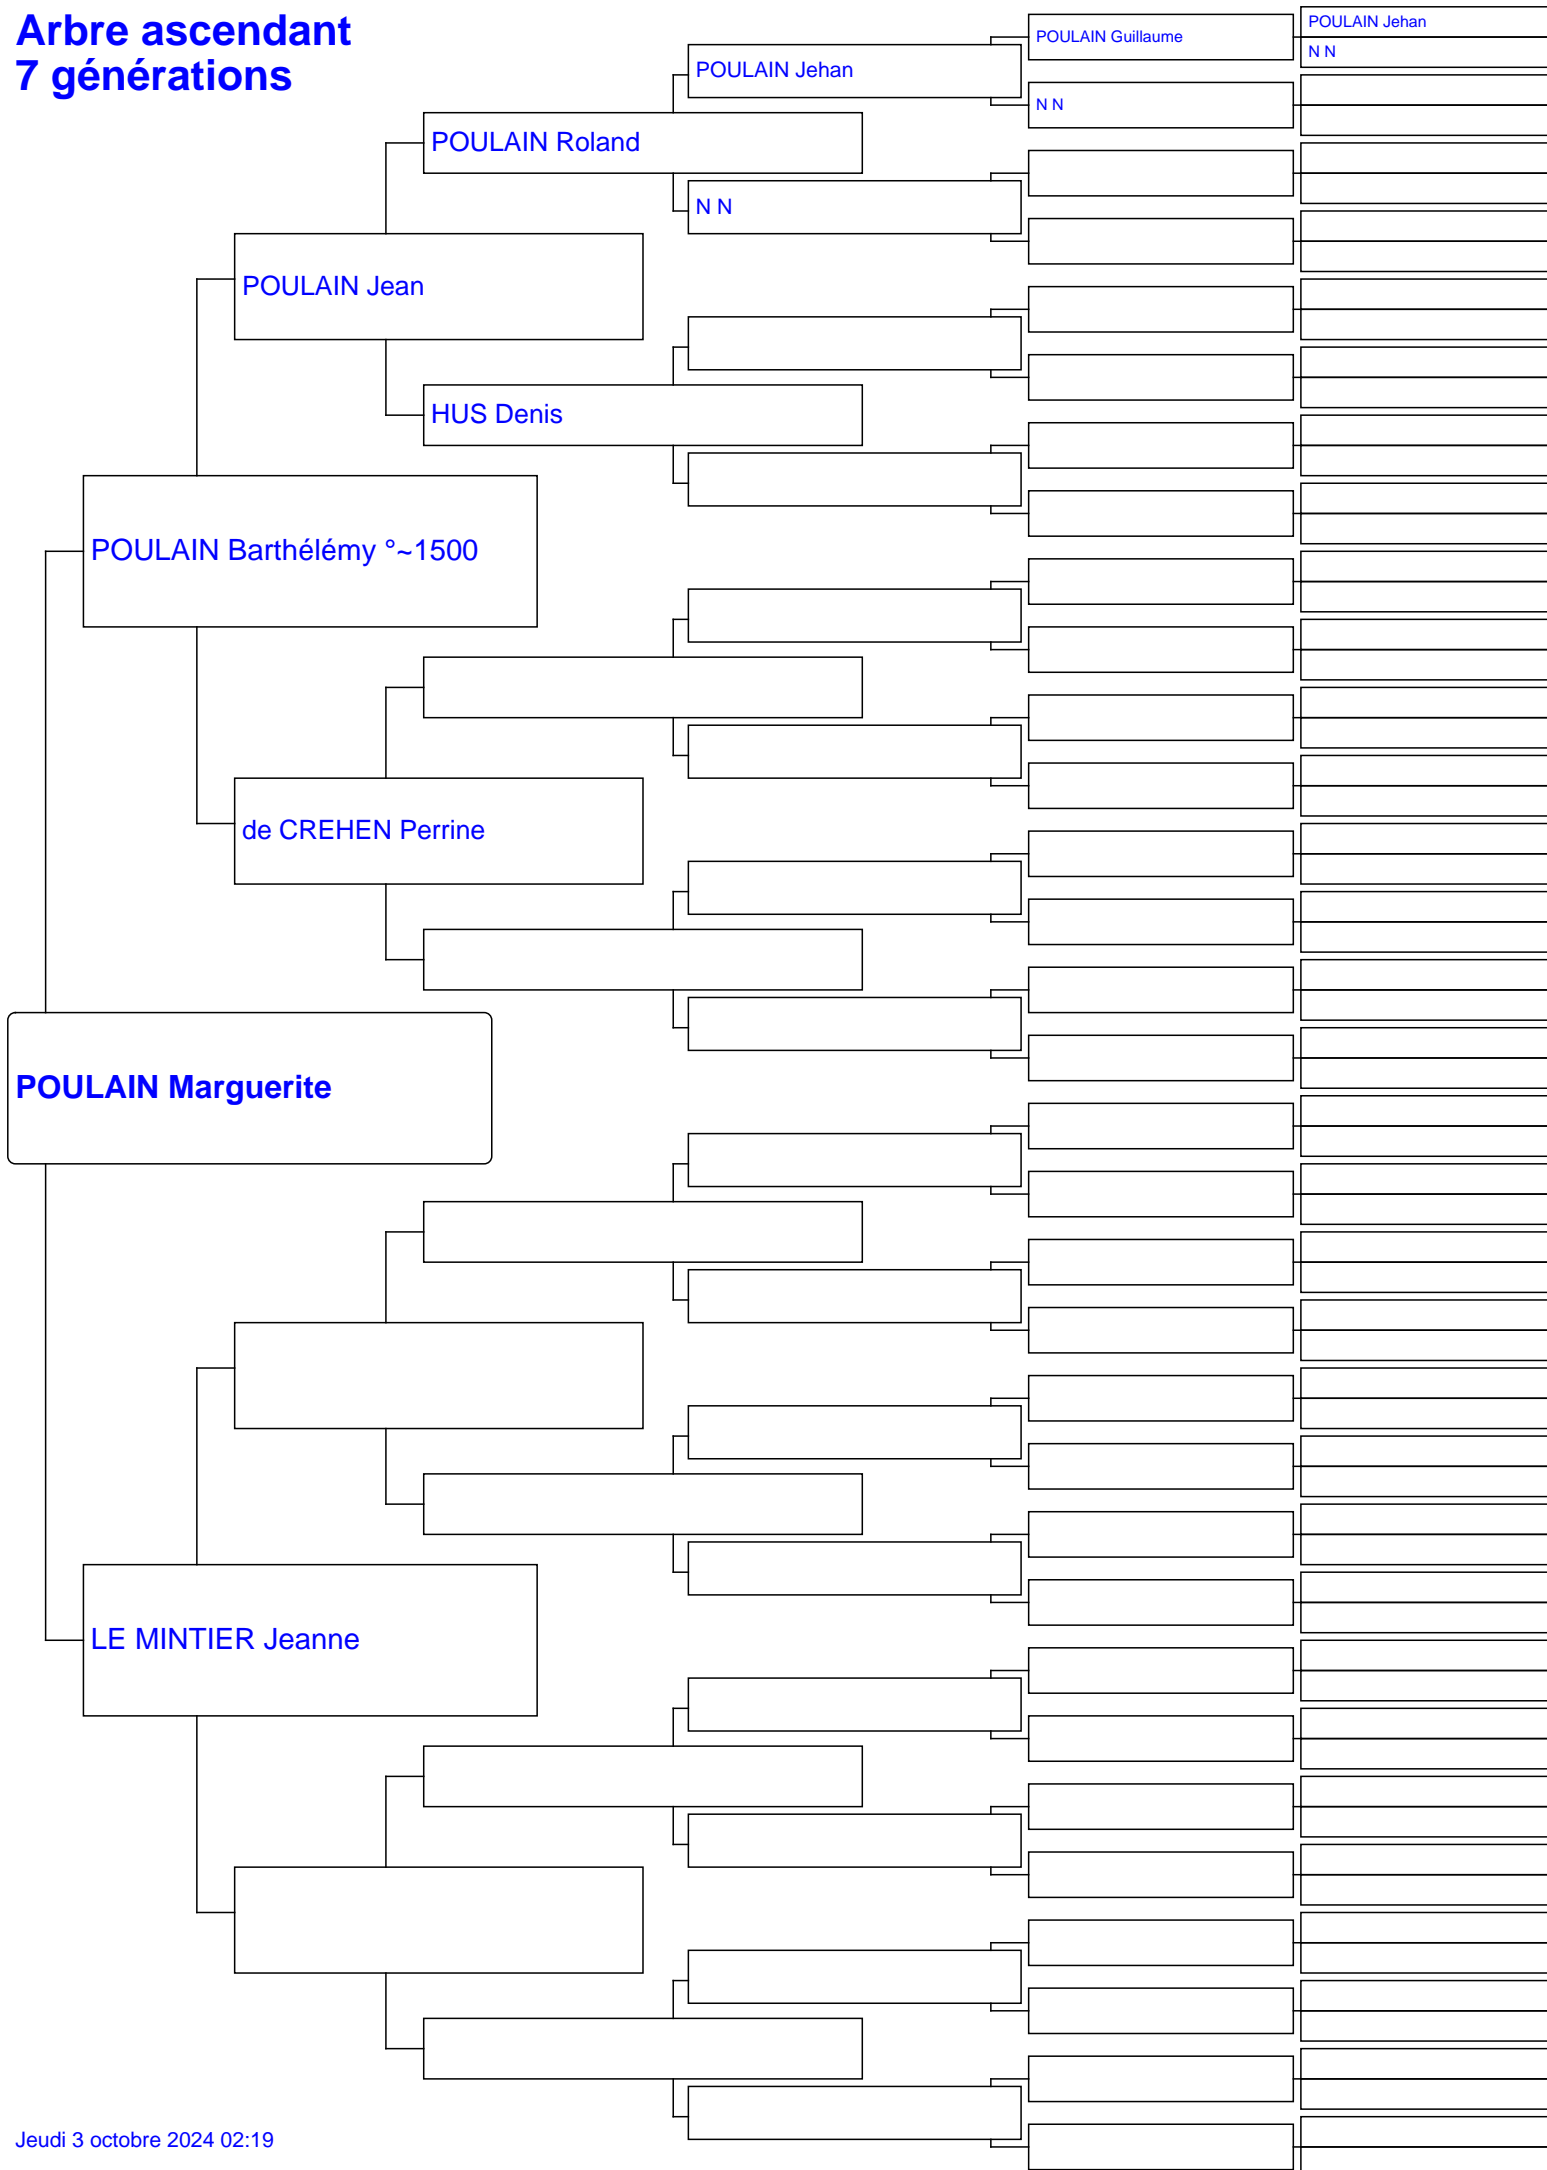 Arbre ascendant
7 générations
POULAIN Jehan
N N
POULAIN Guillaume
N N
POULAIN Jehan
N N
POULAIN Roland
HUS Denis
POULAIN Jean
de CREHEN Perrine
POULAIN Barthélémy °~1500
LE MINTIER Jeanne
POULAIN Marguerite
Jeudi 3 octobre 2024 02:19